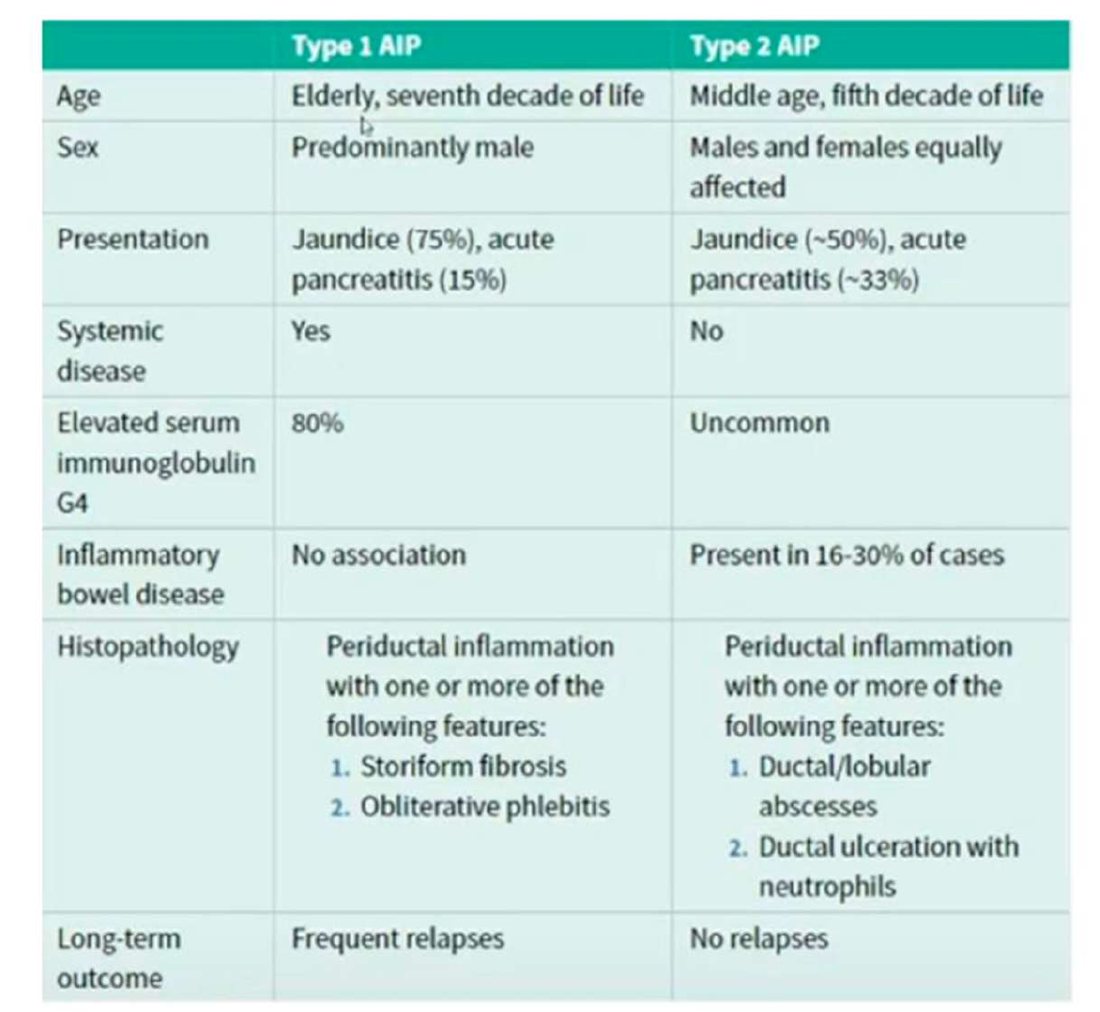 Type 1 AIP Type 2 AIP
Age Elderly, seventh decade of life Middle age, fifth decade of life
Sex Predominantly male Males and females equally
affected
Presentation Jaundice (75%), acute Jaundice (~50%), acute
pancreatitis (15%) pancreatitis (~33%)
Systemic Yes No
disease
Elevated serum 80% Uncommon
immunoglobulin
G4
Inflammatory No association Present in 16-30% of cases
bowel disease
Histopathology Periductal inflammation Periductal inflammation
with one or more of the with one or more of the
following features: following features:
1. Storiform fibrosis 1. Ductal/lobular
2. Obliterative phlebitis abscesses
2. Ductal ulceration with
neutrophils
Long-term Frequent relapses No relapses
outcome